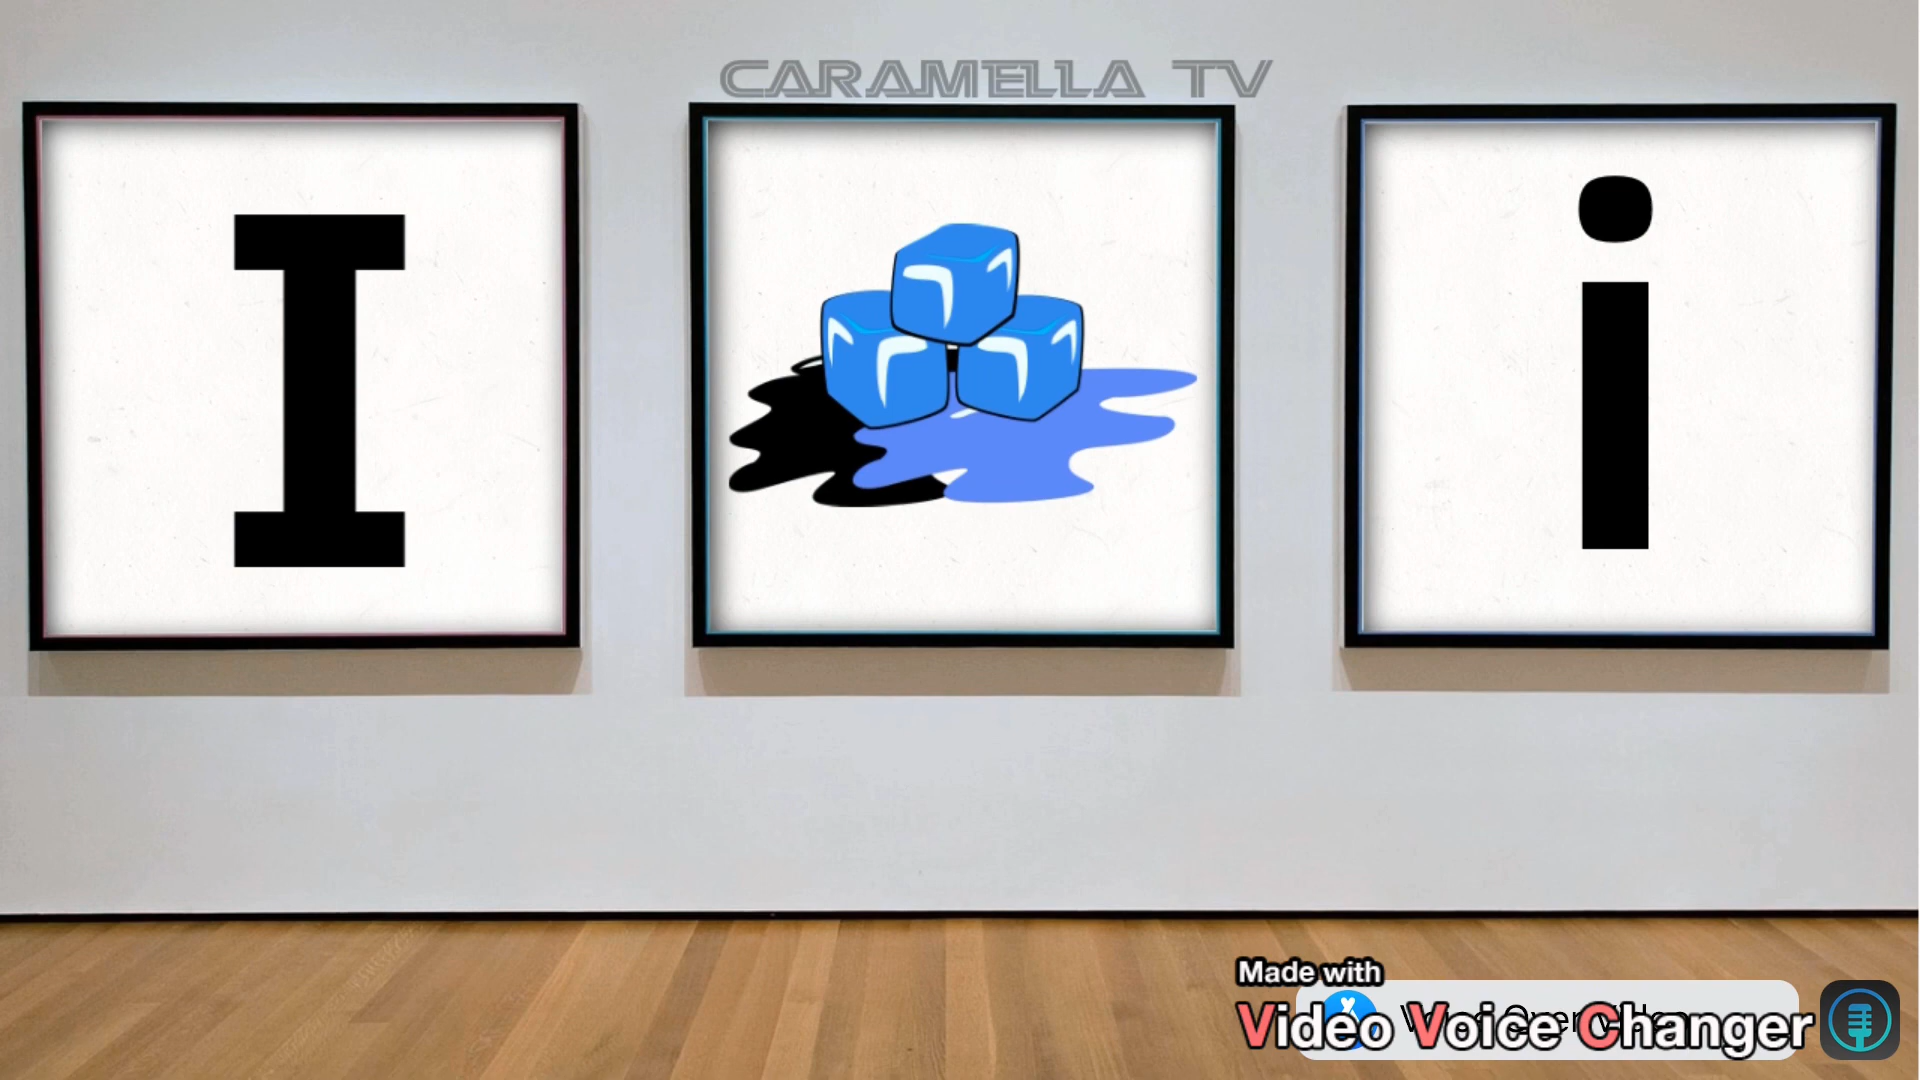 CARAMELLA TV
I
i
Made with
Video Voice Changer